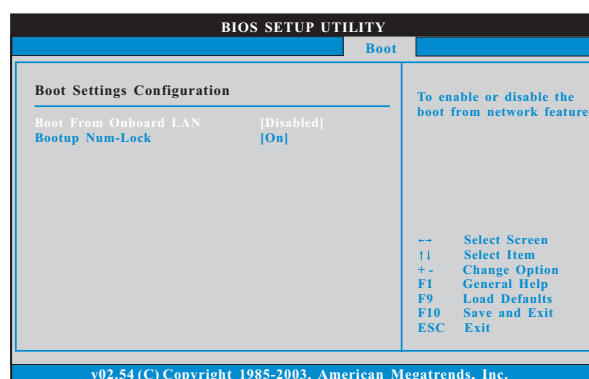 BIOS SETUP UTILITY
Boot
Boot Settings Configuration
Boot From Onboard LAN [Disabled]
Bootup Num-Lock [On]
To enable or disable the
boot from network feature
←→ Select Screen
↑↓ Select Item
+ - Change Option
F1 General Help
F9 Load Defaults
F10 Save and Exit
ESC Exit
v02.54 (C) Copyright 1985-2003, American Megatrends, Inc.